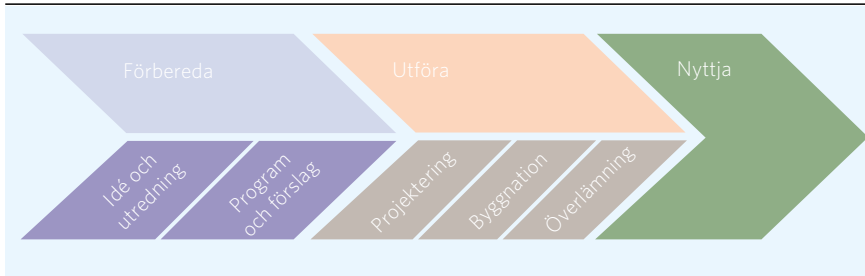 Förbereda
Utföra
Nyttja
Idé och
utredning
Program
och förslag
Projektering
Byggnation
Överlämning